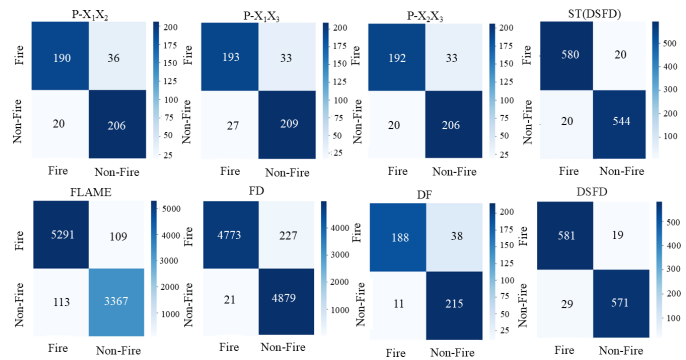 P-X₁X₂
Fire
Non-Fire
190 36
20 206
200
175
150
125
100
75
50
25
Fire Non-Fire
P-X₁X₃
Fire
Non-Fire
193 33
27 209
200
175
150
125
100
75
50
25
Fire Non-Fire
P-X₂X₃
Fire
Non-Fire
192 33
20 206
200
175
150
125
100
75
50
25
Fire Non-Fire
ST(DSFD)
Fire
Non-Fire
580 20
20 544
500
400
300
200
100
Fire Non-Fire
FLAME
Fire
Non-Fire
5291 109
113 3367
5000
4000
3000
2000
1000
Fire Non-Fire
FD
Fire
Non-Fire
4773 227
21 4879
4000
3000
2000
1000
Fire Non-Fire
DF
Fire
Non-Fire
188 38
11 215
200
175
150
125
100
75
50
25
Fire Non-Fire
DSFD
Fire
Non-Fire
581 19
29 571
500
400
300
200
100
Fire Non-Fire